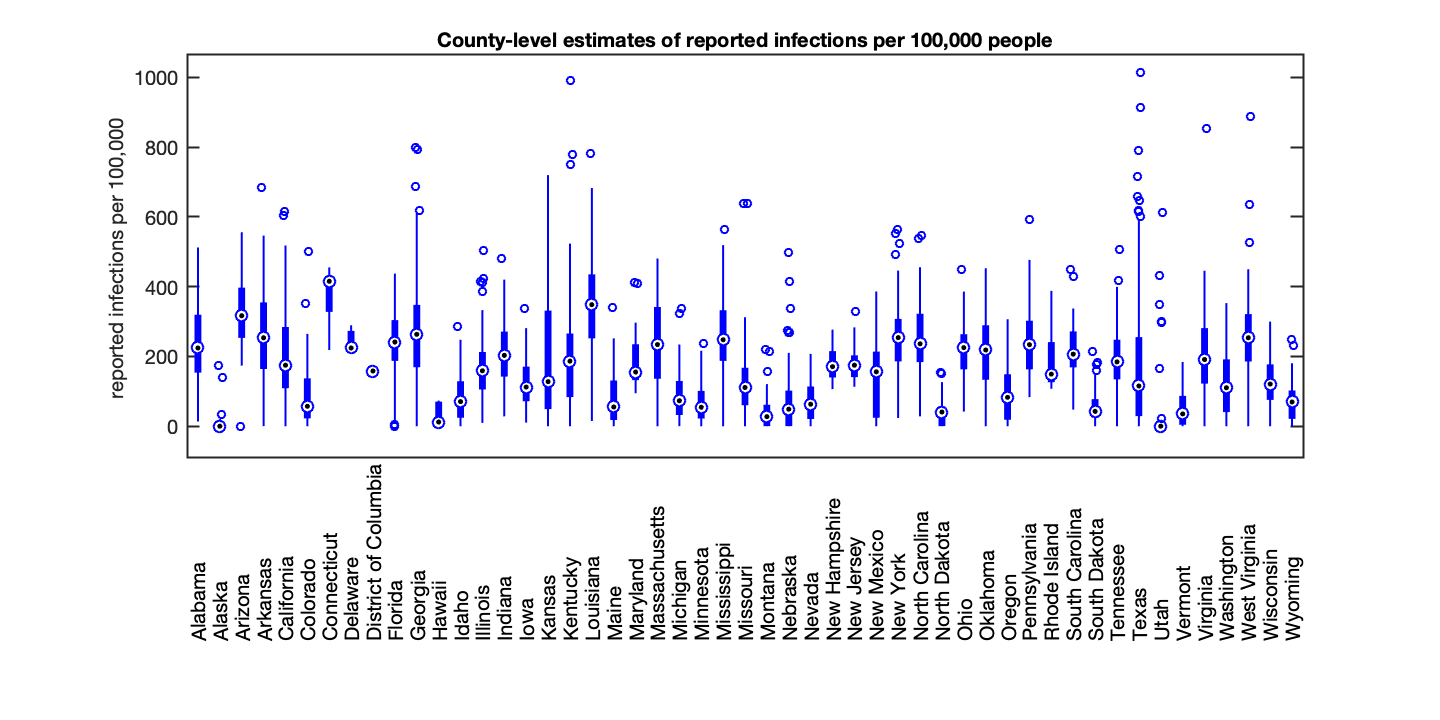 County-level estimates of reported infections per 100,000 people
reported infections per 100,000
1000
800
600
400
200
0
Alabama
Alaska
Arizona
Arkansas
California
Colorado
Connecticut
Delaware
District of Columbia
Florida
Georgia
Hawaii
Idaho
Illinois
Indiana
Iowa
Kansas
Kentucky
Louisiana
Maine
Maryland
Massachusetts
Michigan
Minnesota
Mississippi
Missouri
Montana
Nebraska
Nevada
New Hampshire
New Jersey
New Mexico
New York
North Carolina
North Dakota
Ohio
Oklahoma
Oregon
Pennsylvania
Rhode Island
South Carolina
South Dakota
Tennessee
Texas
Utah
Vermont
Virginia
Washington
West Virginia
Wisconsin
Wyoming